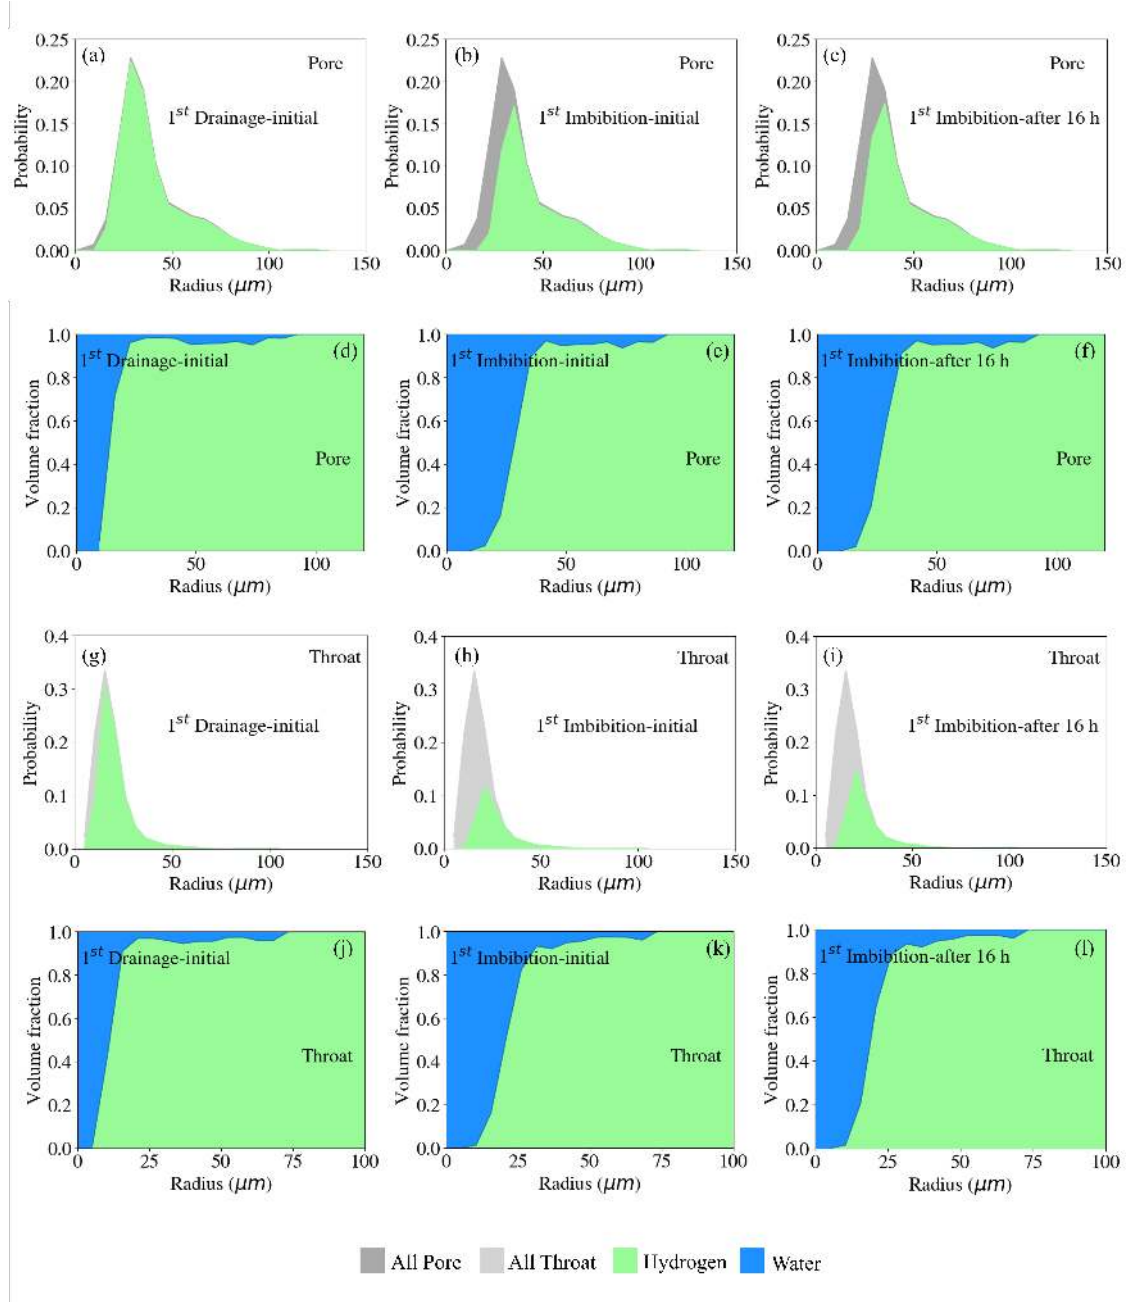 (a) Pore
1st Drainage-initial
Probability
0.25
0.20
0.15
0.10
0.05
0.00
0 50 100 150
Radius (μm)
(b) Pore
1st Imbibition-initial
Probability
0.25
0.20
0.15
0.10
0.05
0.00
0 50 100 150
Radius (μm)
(c) Pore
1st Imbibition-after 16 h
Probability
0.25
0.20
0.15
0.10
0.05
0.00
0 50 100 150
Radius (μm)
(d)
1st Drainage-initial
Pore
Volume fraction
1.0
0.8
0.6
0.4
0.2
0.0
0 50 100
Radius (μm)
(e)
1st Imbibition-initial
Pore
Volume fraction
1.0
0.8
0.6
0.4
0.2
0.0
0 50 100
Radius (μm)
(f)
1st Imbibition-after 16 h
Pore
Volume fraction
1.0
0.8
0.6
0.4
0.2
0.0
0 50 100
Radius (μm)
(g) Throat
1st Drainage-initial
Probability
0.4
0.3
0.2
0.1
0.0
0 50 100 150
Radius (μm)
(h) Throat
1st Imbibition-initial
Probability
0.4
0.3
0.2
0.1
0.0
0 50 100 150
Radius (μm)
(i) Throat
1st Imbibition-after 16 h
Probability
0.4
0.3
0.2
0.1
0.0
0 50 100 150
Radius (μm)
(j)
1st Drainage-initial
Throat
Volume fraction
1.0
0.8
0.6
0.4
0.2
0.0
0 25 50 75 100
Radius (μm)
(k)
1st Imbibition-initial
Throat
Volume fraction
1.0
0.8
0.6
0.4
0.2
0.0
0 25 50 75 100
Radius (μm)
(l)
1st Imbibition-after 16 h
Throat
Volume fraction
1.0
0.8
0.6
0.4
0.2
0.0
0 25 50 75 100
Radius (μm)
All Pore All Throat Hydrogen Water